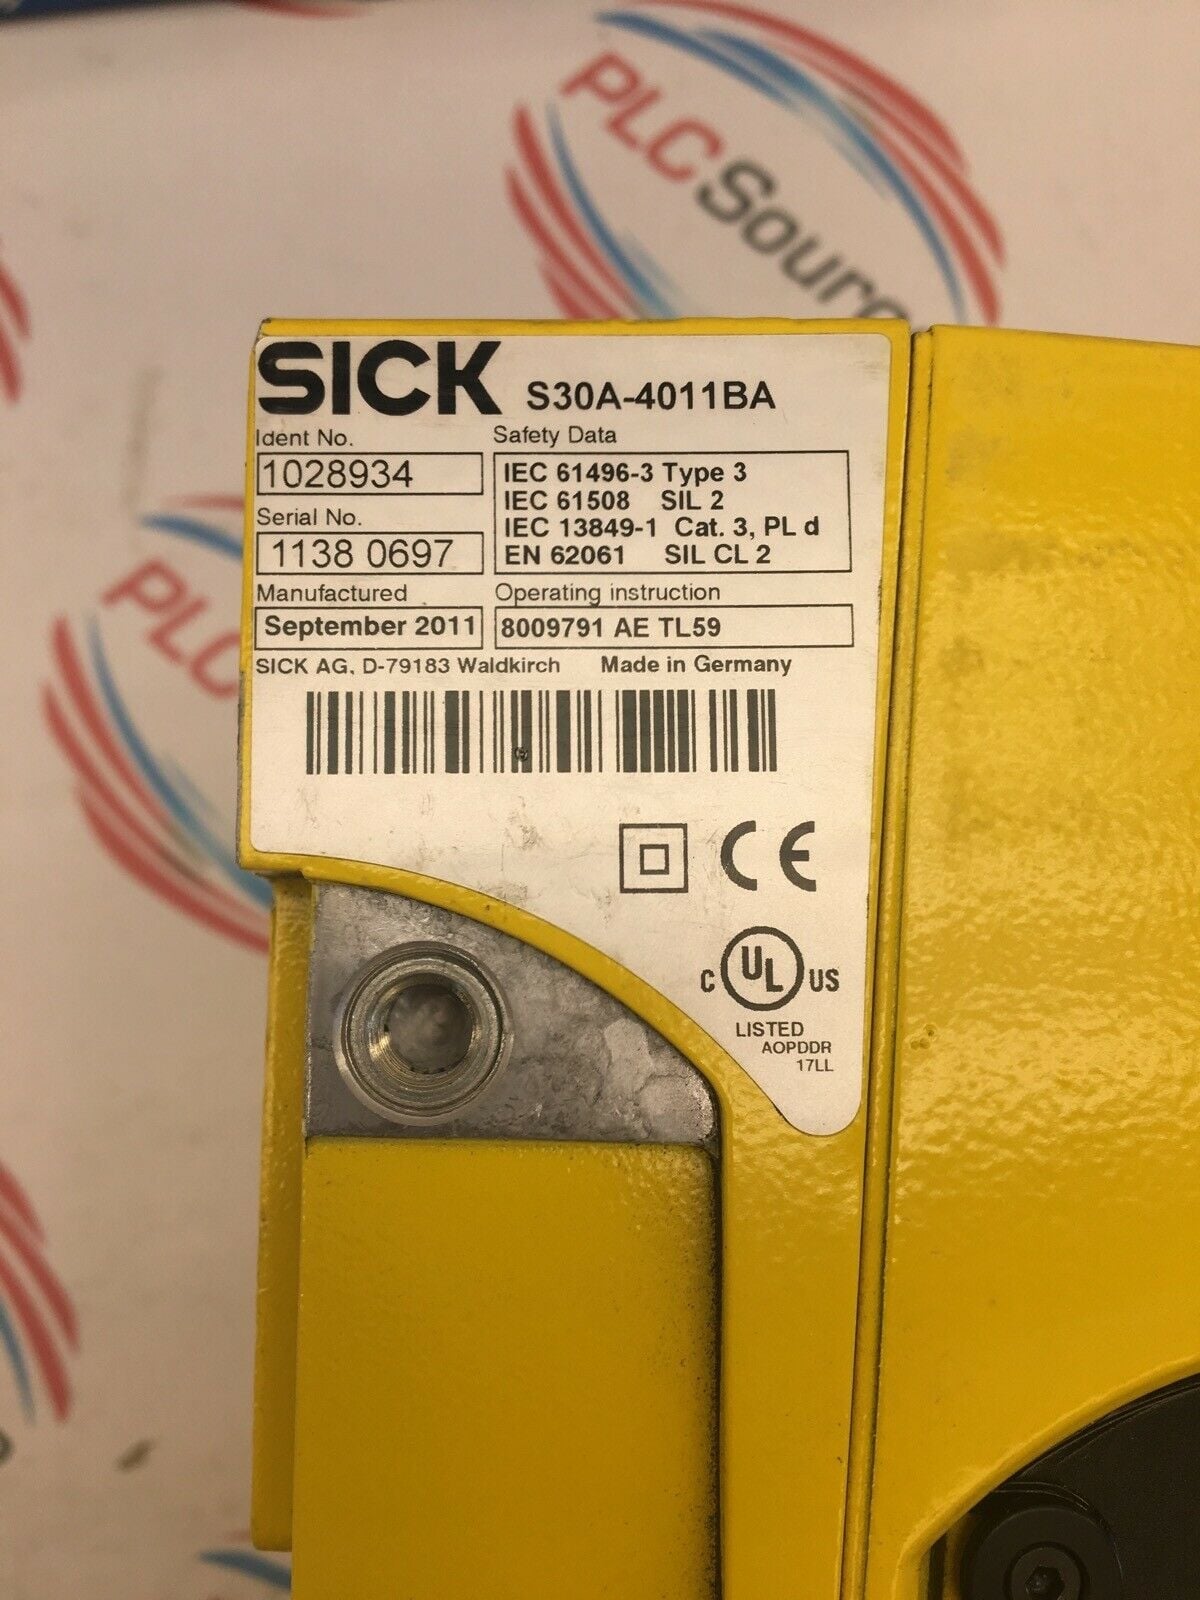 PLC Source
SICK S30A-4011BA
Ident No.
1028934
Serial No.
1138 0697
Manufactured
September 2011
Safety Data
IEC 61496-3 Type 3
IEC 61508 SIL 2
IEC 13849-1 Cat. 3, PL d
EN 62061 SIL CL 2
Operating instruction
8009791 AE TL59
SICK AG, D-79183 Waldkirch Made in Germany
CE
C UL US
LISTED
AOPDDR
17LL
PLC